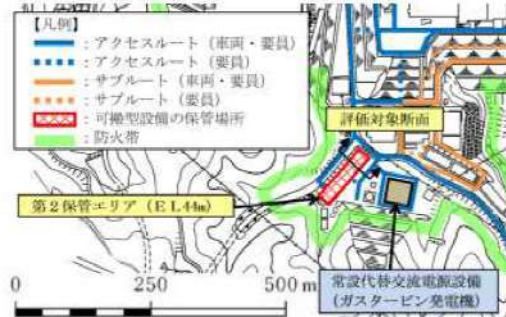 【凡例】
：アクセスルート（車両・要員）
：アクセスルート（要員）
：サブルート（車両・要員）
：サブルート（要員）
：可搬型設備の保管場所
：防火帯
評価対象断面
第2保管エリア（EL44m）
常設代替交流電源設備
（ガスタービン発電機）
0 250 500 m